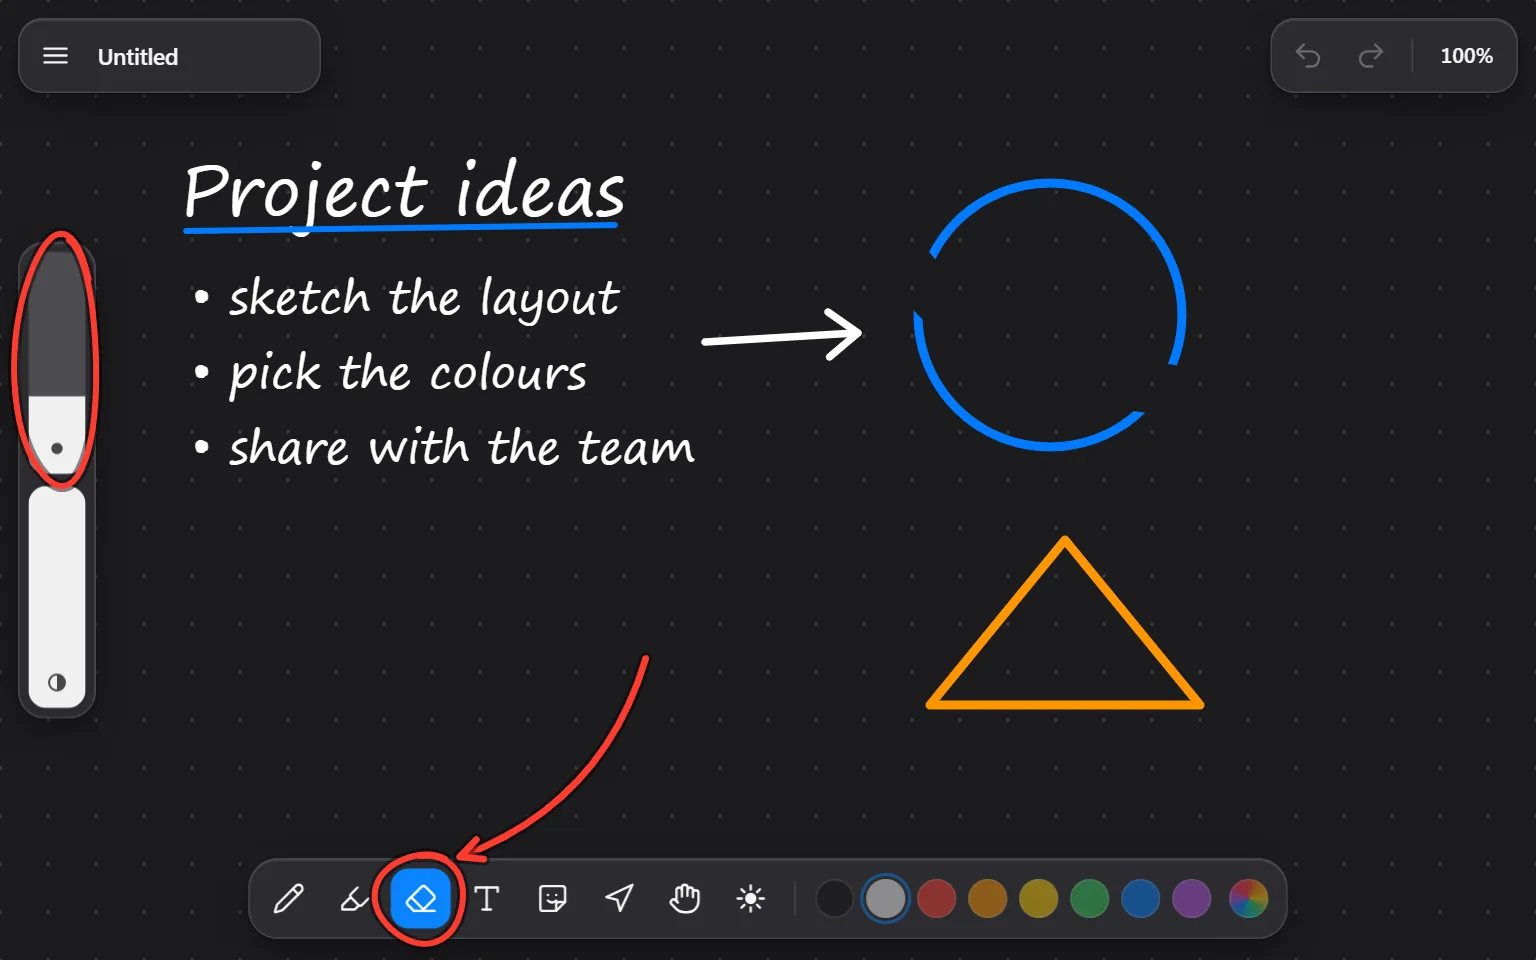 Untitled
100%
Project ideas
• sketch the layout
• pick the colours
• share with the team